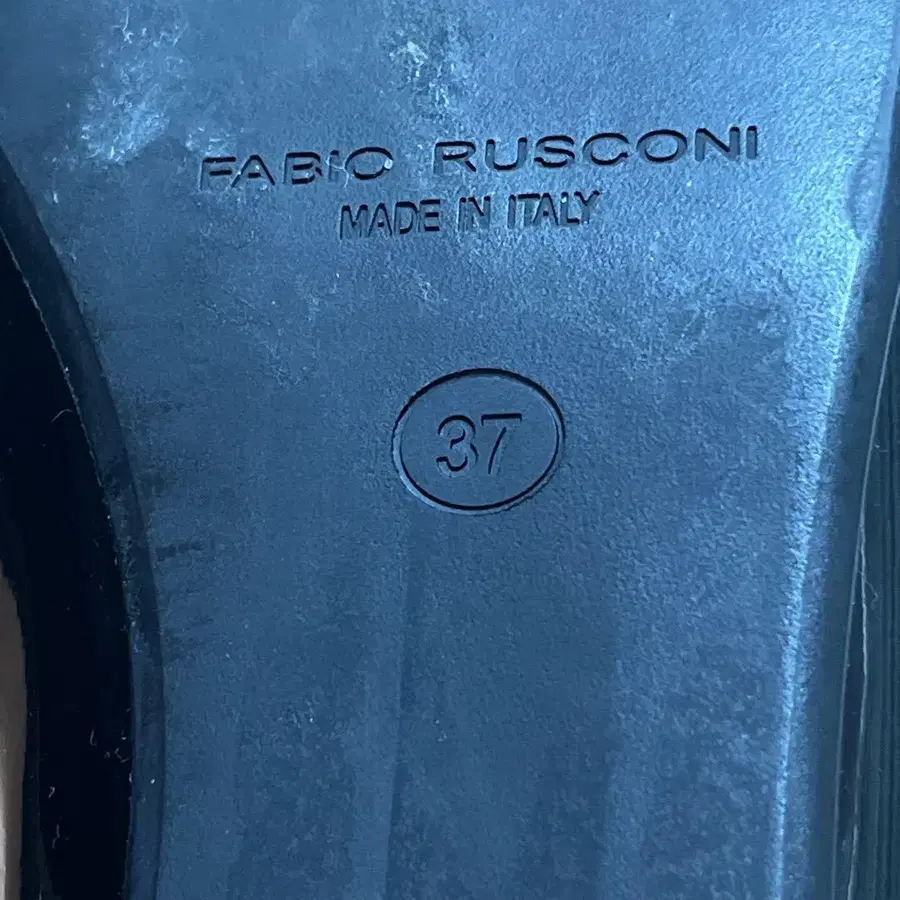 FABIO RUSCONI
MADE IN ITALY
37